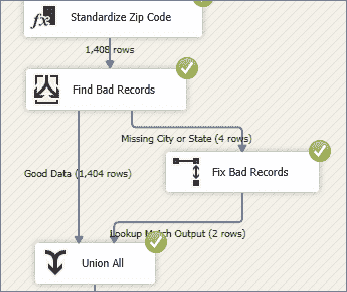 fx
Standardize Zip Code
1,408 rows
Find Bad Records
Missing City or State (4 rows)
Good Data (1,404 rows)
Fix Bad Records
Lookup Match Output (2 rows)
Union All